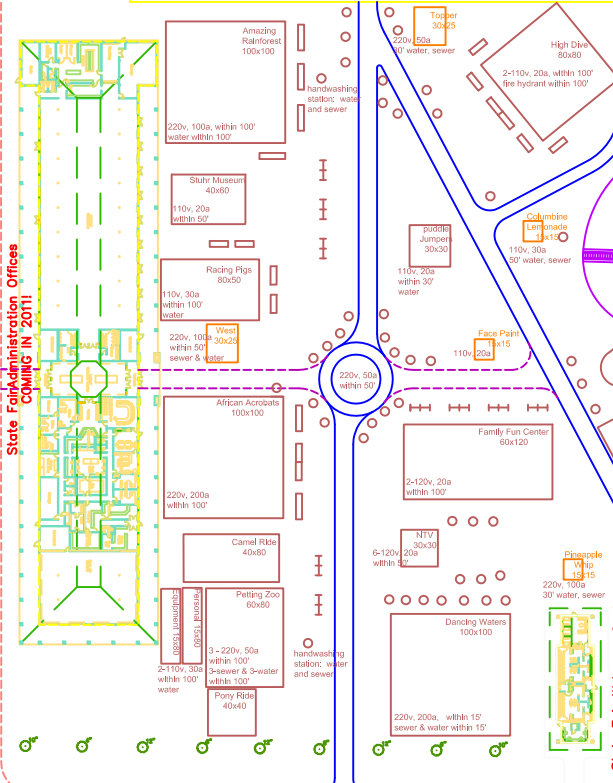 Amazing
Rainforest
100x100
220v, 100a, within 100'
water within 100'
Topper
30x25
220v, 50a
30' water, sewer
High Dive
80x80
2-110v, 20a, within 100'
fire hydrant within 100'
handwashing
station: water
and sewer
Stuhr Museum
40x60
110v, 20a
within 50'
Racing Pigs
80x50
110v, 30a
within 100'
water
West
30x25
220v, 100a
within 50'
sewer & water
puddle
Jumpers
30x30
110v, 20a
within 30'
water
Columbine
Lemonade
15x15
110v, 30a
50' water, sewer
Face Paint
15x15
110v, 20a
State Fair Administration Offices
COMING IN 2011!
220v, 50a
within 50'
African Acrobats
100x100
220v, 200a
within 100'
Family Fun Center
60x120
2-120v, 20a
within 100'
Camel Ride
40x80
NTV
30x30
6-120v, 20a
within 50'
Pineapple
Whip
15x15
220v, 100a
30' water, sewer
Equipment 15x80
Personal 15x80
2-110v, 30a
within 100'
water
Petting Zoo
60x80
3 - 220v, 50a
within 100'
3-sewer & 3-water
within 100'
handwashing
station: water
and sewer
Pony Ride
40x40
Dancing Waters
100x100
220v, 200a, within 15'
sewer & water within 15'